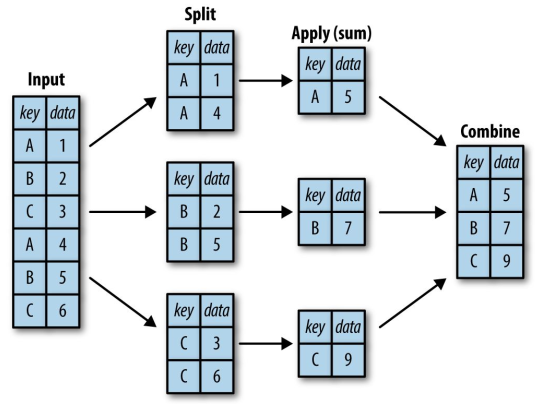 Input
key data
A 1
B 2
C 3
A 4
B 5
C 6
Split
key data
A 1
A 4
key data
B 2
B 5
key data
C 3
C 6
Apply (sum)
key data
A 5
key data
B 7
key data
C 9
Combine
key data
A 5
B 7
C 9